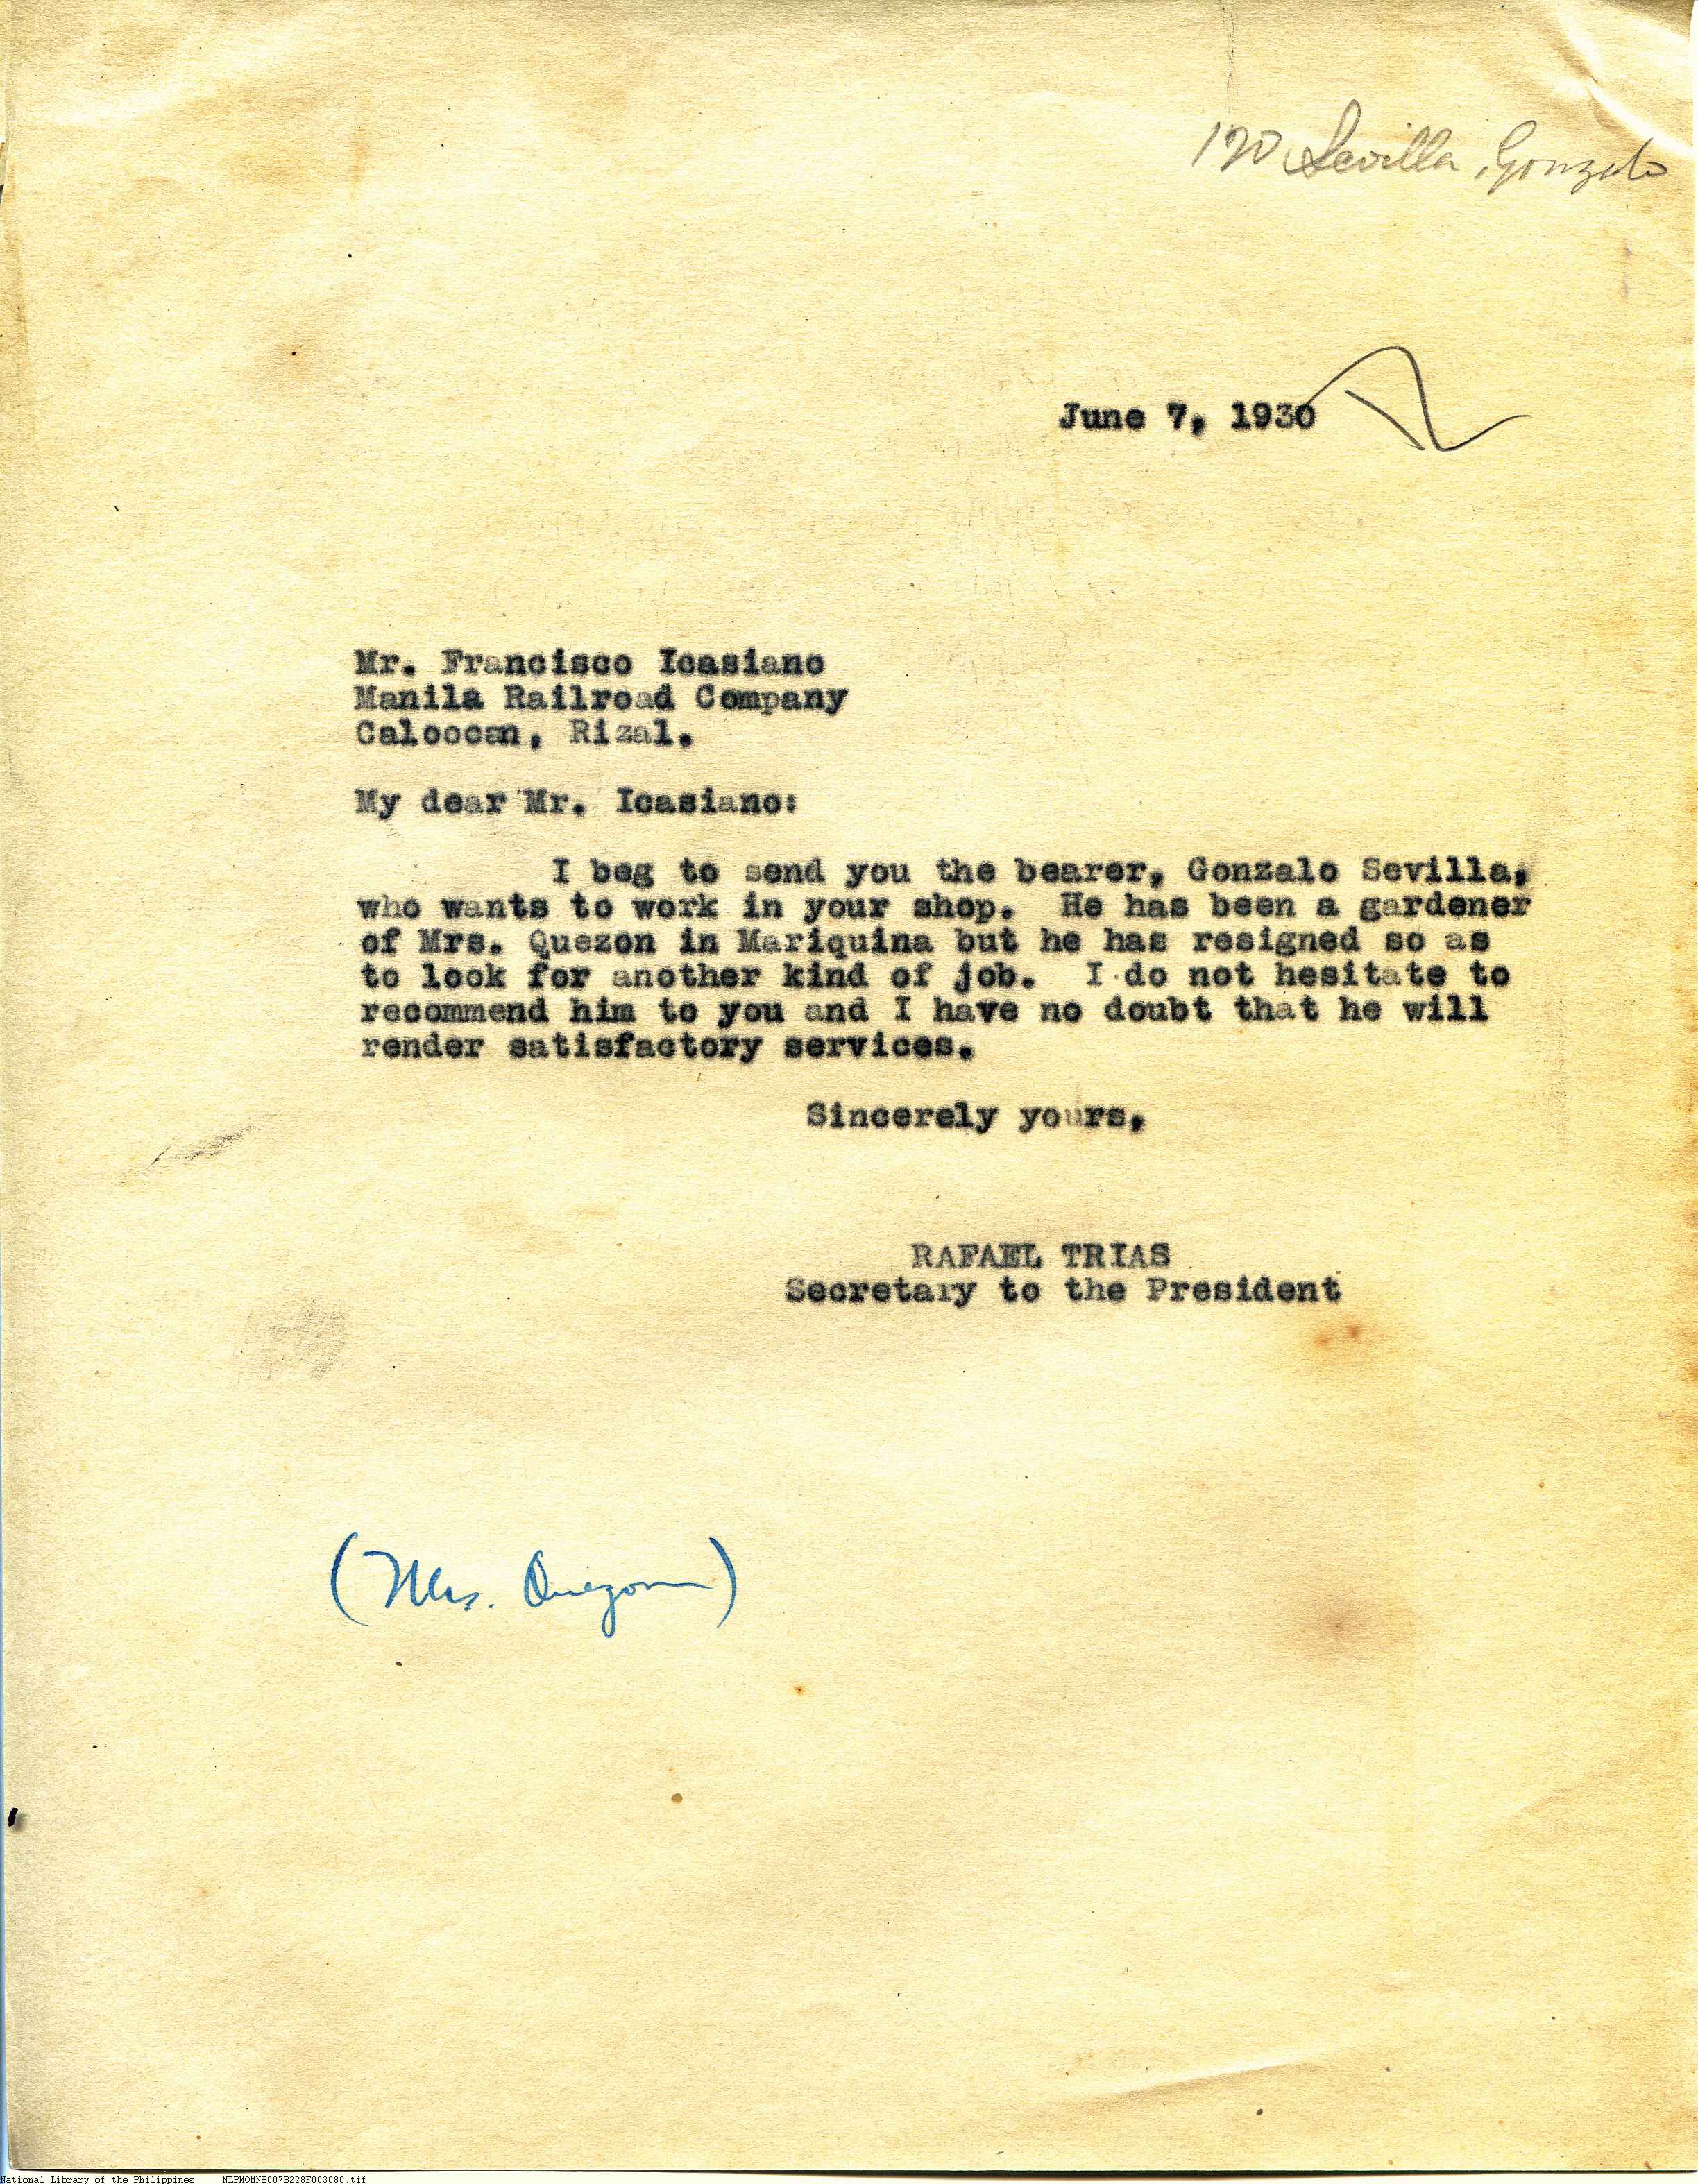 120 Sevilla, Gonzalo
June 7, 1930
Mr. Francisco Icasiano
Manila Railroad Company
Caloocan, Rizal.
My dear Mr. Icasiano:
I beg to send you the bearer, Gonzalo Sevilla,
who wants to work in your shop. He has been a gardener
of Mrs. Quezon in Mariquina but he has resigned so as
to look for another kind of job. I do not hesitate to
recommend him to you and I have no doubt that he will
render satisfactory services.
Sincerely yours,
RAFAEL TRIAS
Secretary to the President
(Mrs. Quezon)
National Library of the Philippines NLPMQMNS007B228F003080.tif